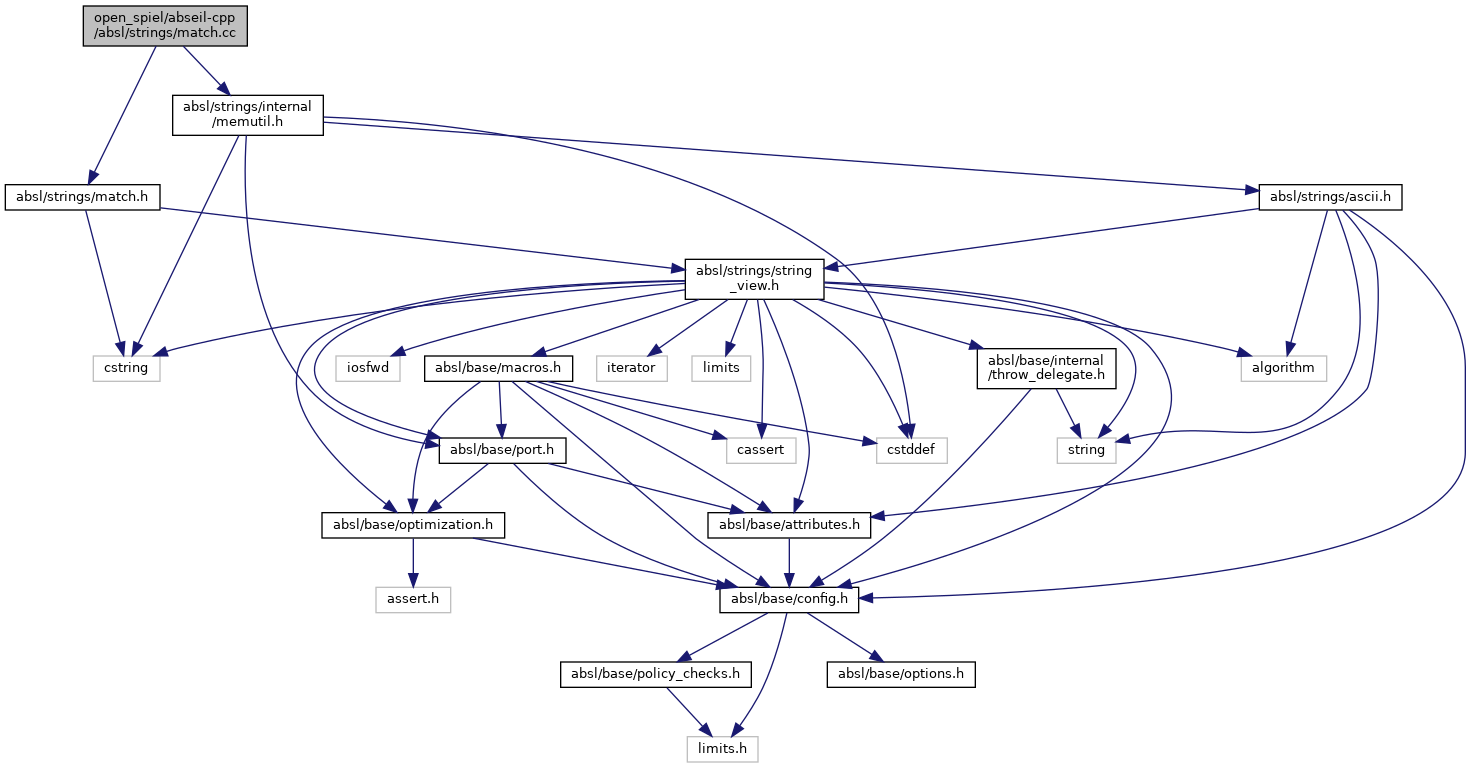 open_spiel/abseil-cpp
/absl/strings/match.cc
absl/strings/internal
/memutil.h
absl/strings/match.h
absl/strings/ascii.h
absl/strings/string
_view.h
cstring
iosfwd
absl/base/macros.h
iterator
limits
absl/base/internal
/throw_delegate.h
algorithm
absl/base/port.h
cassert
cstddef
string
absl/base/optimization.h
absl/base/attributes.h
assert.h
absl/base/config.h
absl/base/policy_checks.h
absl/base/options.h
limits.h